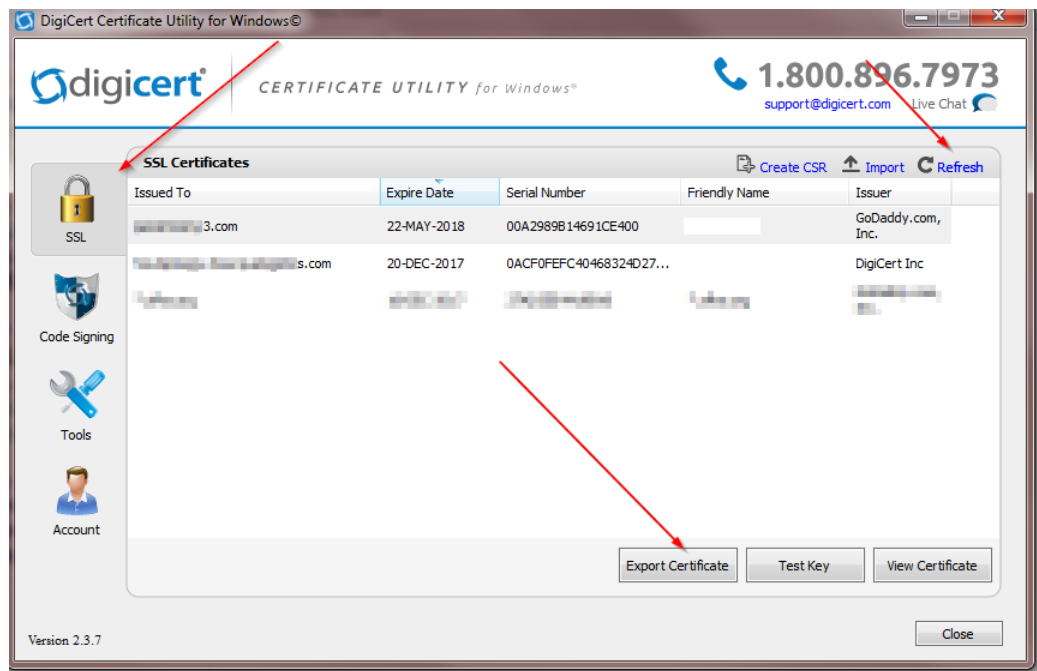 DigiCert Certificate Utility for Windows©
digicert® CERTIFICATE UTILITY for Windows®
1.800.896.7973
support@digicert.com Live Chat
SSL Certificates Create CSR Import Refresh
Issued To Expire Date Serial Number Friendly Name Issuer
3.com 22-MAY-2018 00A2989B14691CE400 GoDaddy.com,
Inc.
s.com 20-DEC-2017 0ACF0FEFC40468324D27... DigiCert Inc
SSL
Code Signing
Tools
Account
Export Certificate Test Key View Certificate
Version 2.3.7 Close